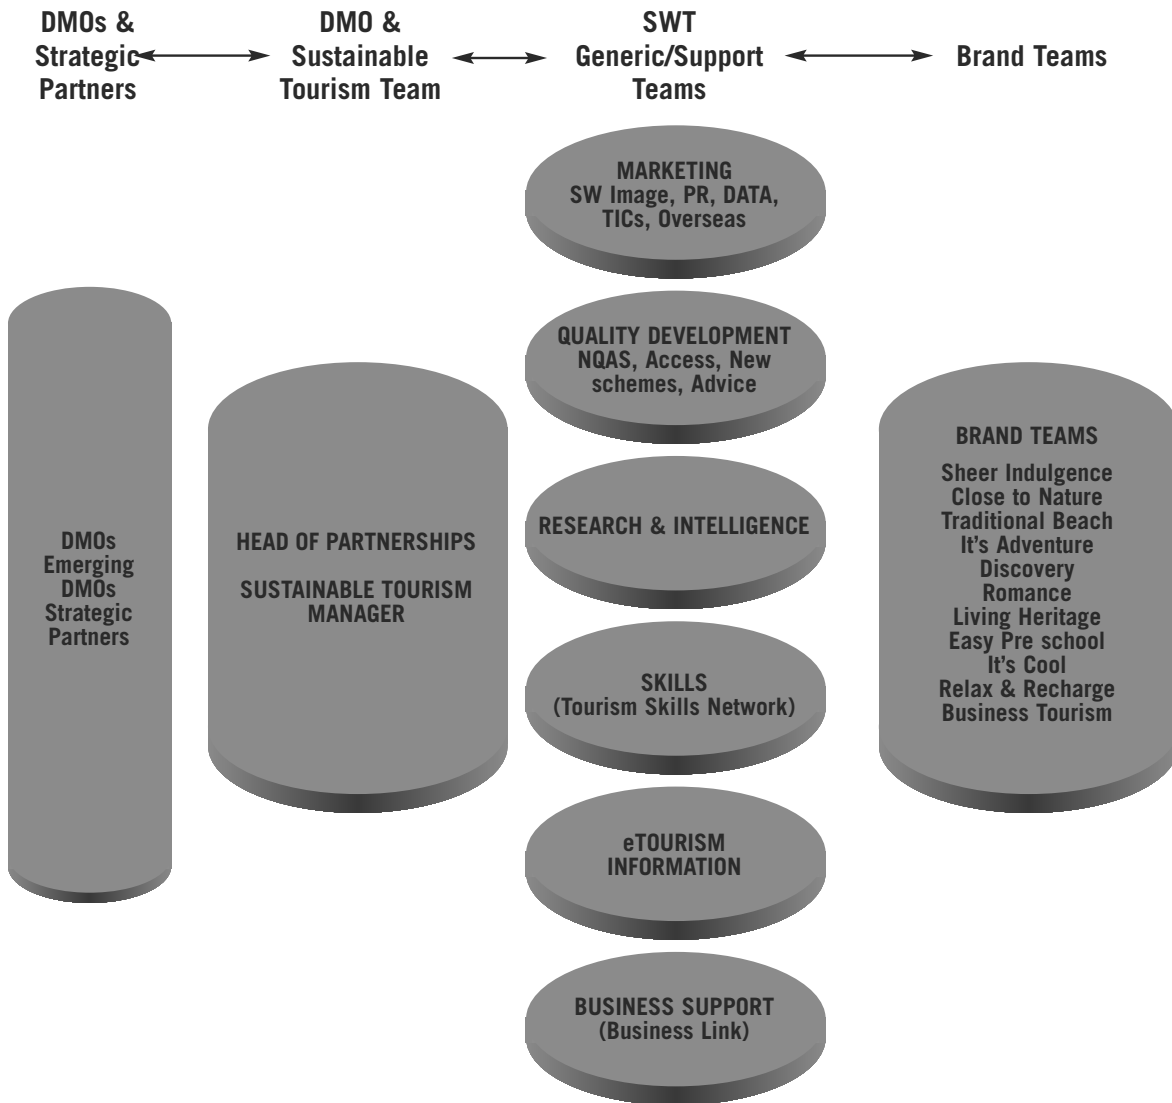 DMOs &
Strategic
Partners
DMO &
Sustainable
Tourism Team
SWT
Generic/Support
Teams
Brand Teams
DMOs
Emerging
DMOs
Strategic
Partners
HEAD OF PARTNERSHIPS
SUSTAINABLE TOURISM
MANAGER
MARKETING
SW Image, PR, DATA,
TICs, Overseas
QUALITY DEVELOPMENT
NQAS, Access, New
schemes, Advice
RESEARCH & INTELLIGENCE
SKILLS
(Tourism Skills Network)
eTOURISM
INFORMATION
BUSINESS SUPPORT
(Business Link)
BRAND TEAMS
Sheer Indulgence
Close to Nature
Traditional Beach
It's Adventure
Discovery
Romance
Living Heritage
Easy Pre school
It's Cool
Relax & Recharge
Business Tourism